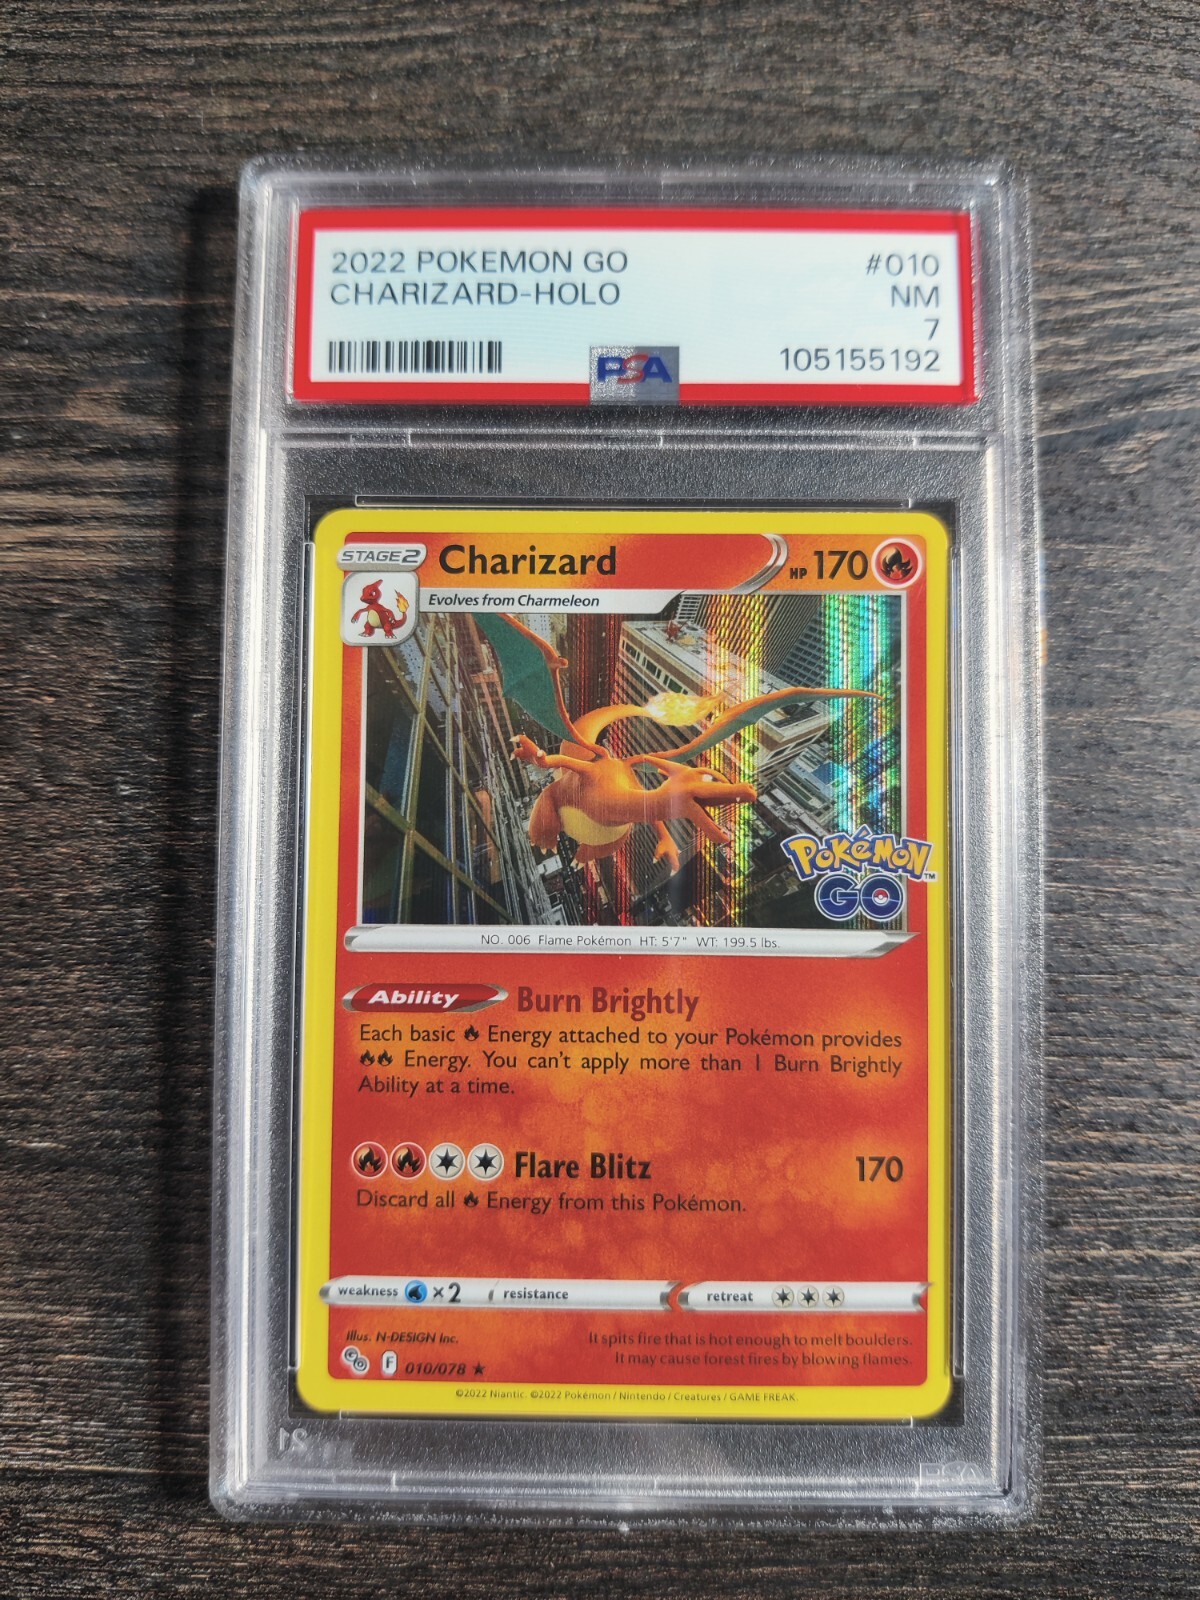 2022 POKEMON GO #010
CHARIZARD-HOLO NM
7
PSA 105155192
STAGE2 Charizard HP 170
Evolves from Charmeleon
Pokémon™
GO
NO. 006 Flame Pokémon HT: 5'7" WT: 199.5 lbs.
Ability Burn Brightly
Each basic Energy attached to your Pokémon provides
Energy. You can't apply more than 1 Burn Brightly
Ability at a time.
Flare Blitz 170
Discard all Energy from this Pokémon.
weakness ×2 resistance retreat
Illus. N-DESIGN Inc.
It spits fire that is hot enough to melt boulders.
It may cause forest fires by blowing flames.
GO F 010/078 ★
©2022 Niantic. ©2022 Pokémon / Nintendo / Creatures / GAME FREAK.
PSA